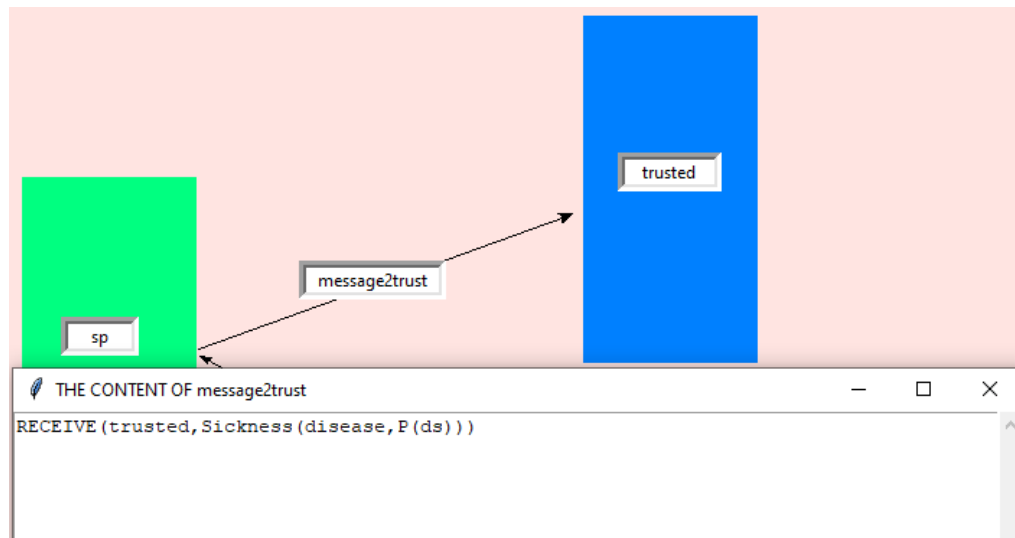 trusted
message2trust
sp
THE CONTENT OF message2trust
RECEIVE(trusted,Sickness(disease,P(ds)))